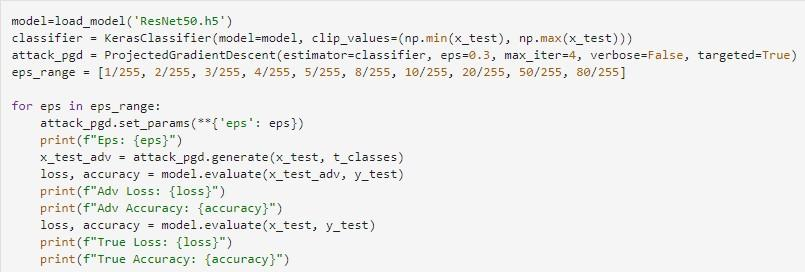 model=load_model('ResNet50.h5')
classifier = KerasClassifier(model=model, clip_values=(np.min(x_test), np.max(x_test)))
attack_pgd = ProjectedGradientDescent(estimator=classifier, eps=0.3, max_iter=4, verbose=False, targeted=True)
eps_range = [1/255, 2/255, 3/255, 4/255, 5/255, 8/255, 10/255, 20/255, 50/255, 80/255]

for eps in eps_range:
    attack_pgd.set_params(**{'eps': eps})
    print(f"Eps: {eps}")
    x_test_adv = attack_pgd.generate(x_test, t_classes)
    loss, accuracy = model.evaluate(x_test_adv, y_test)
    print(f"Adv Loss: {loss}")
    print(f"Adv Accuracy: {accuracy}")
    loss, accuracy = model.evaluate(x_test, y_test)
    print(f"True Loss: {loss}")
    print(f"True Accuracy: {accuracy}")